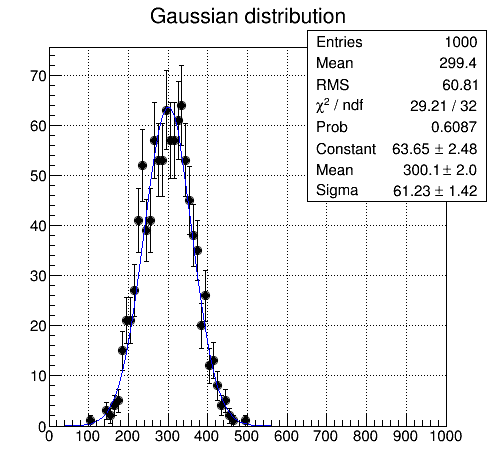 Gaussian distribution
Entries 1000
Mean 299.4
RMS 60.81
χ² / ndf 29.21 / 32
Prob 0.6087
Constant 63.65 ± 2.48
Mean 300.1 ± 2.0
Sigma 61.23 ± 1.42
70
60
50
40
30
20
10
0
0 100 200 300 400 500 600 700 800 900 1000